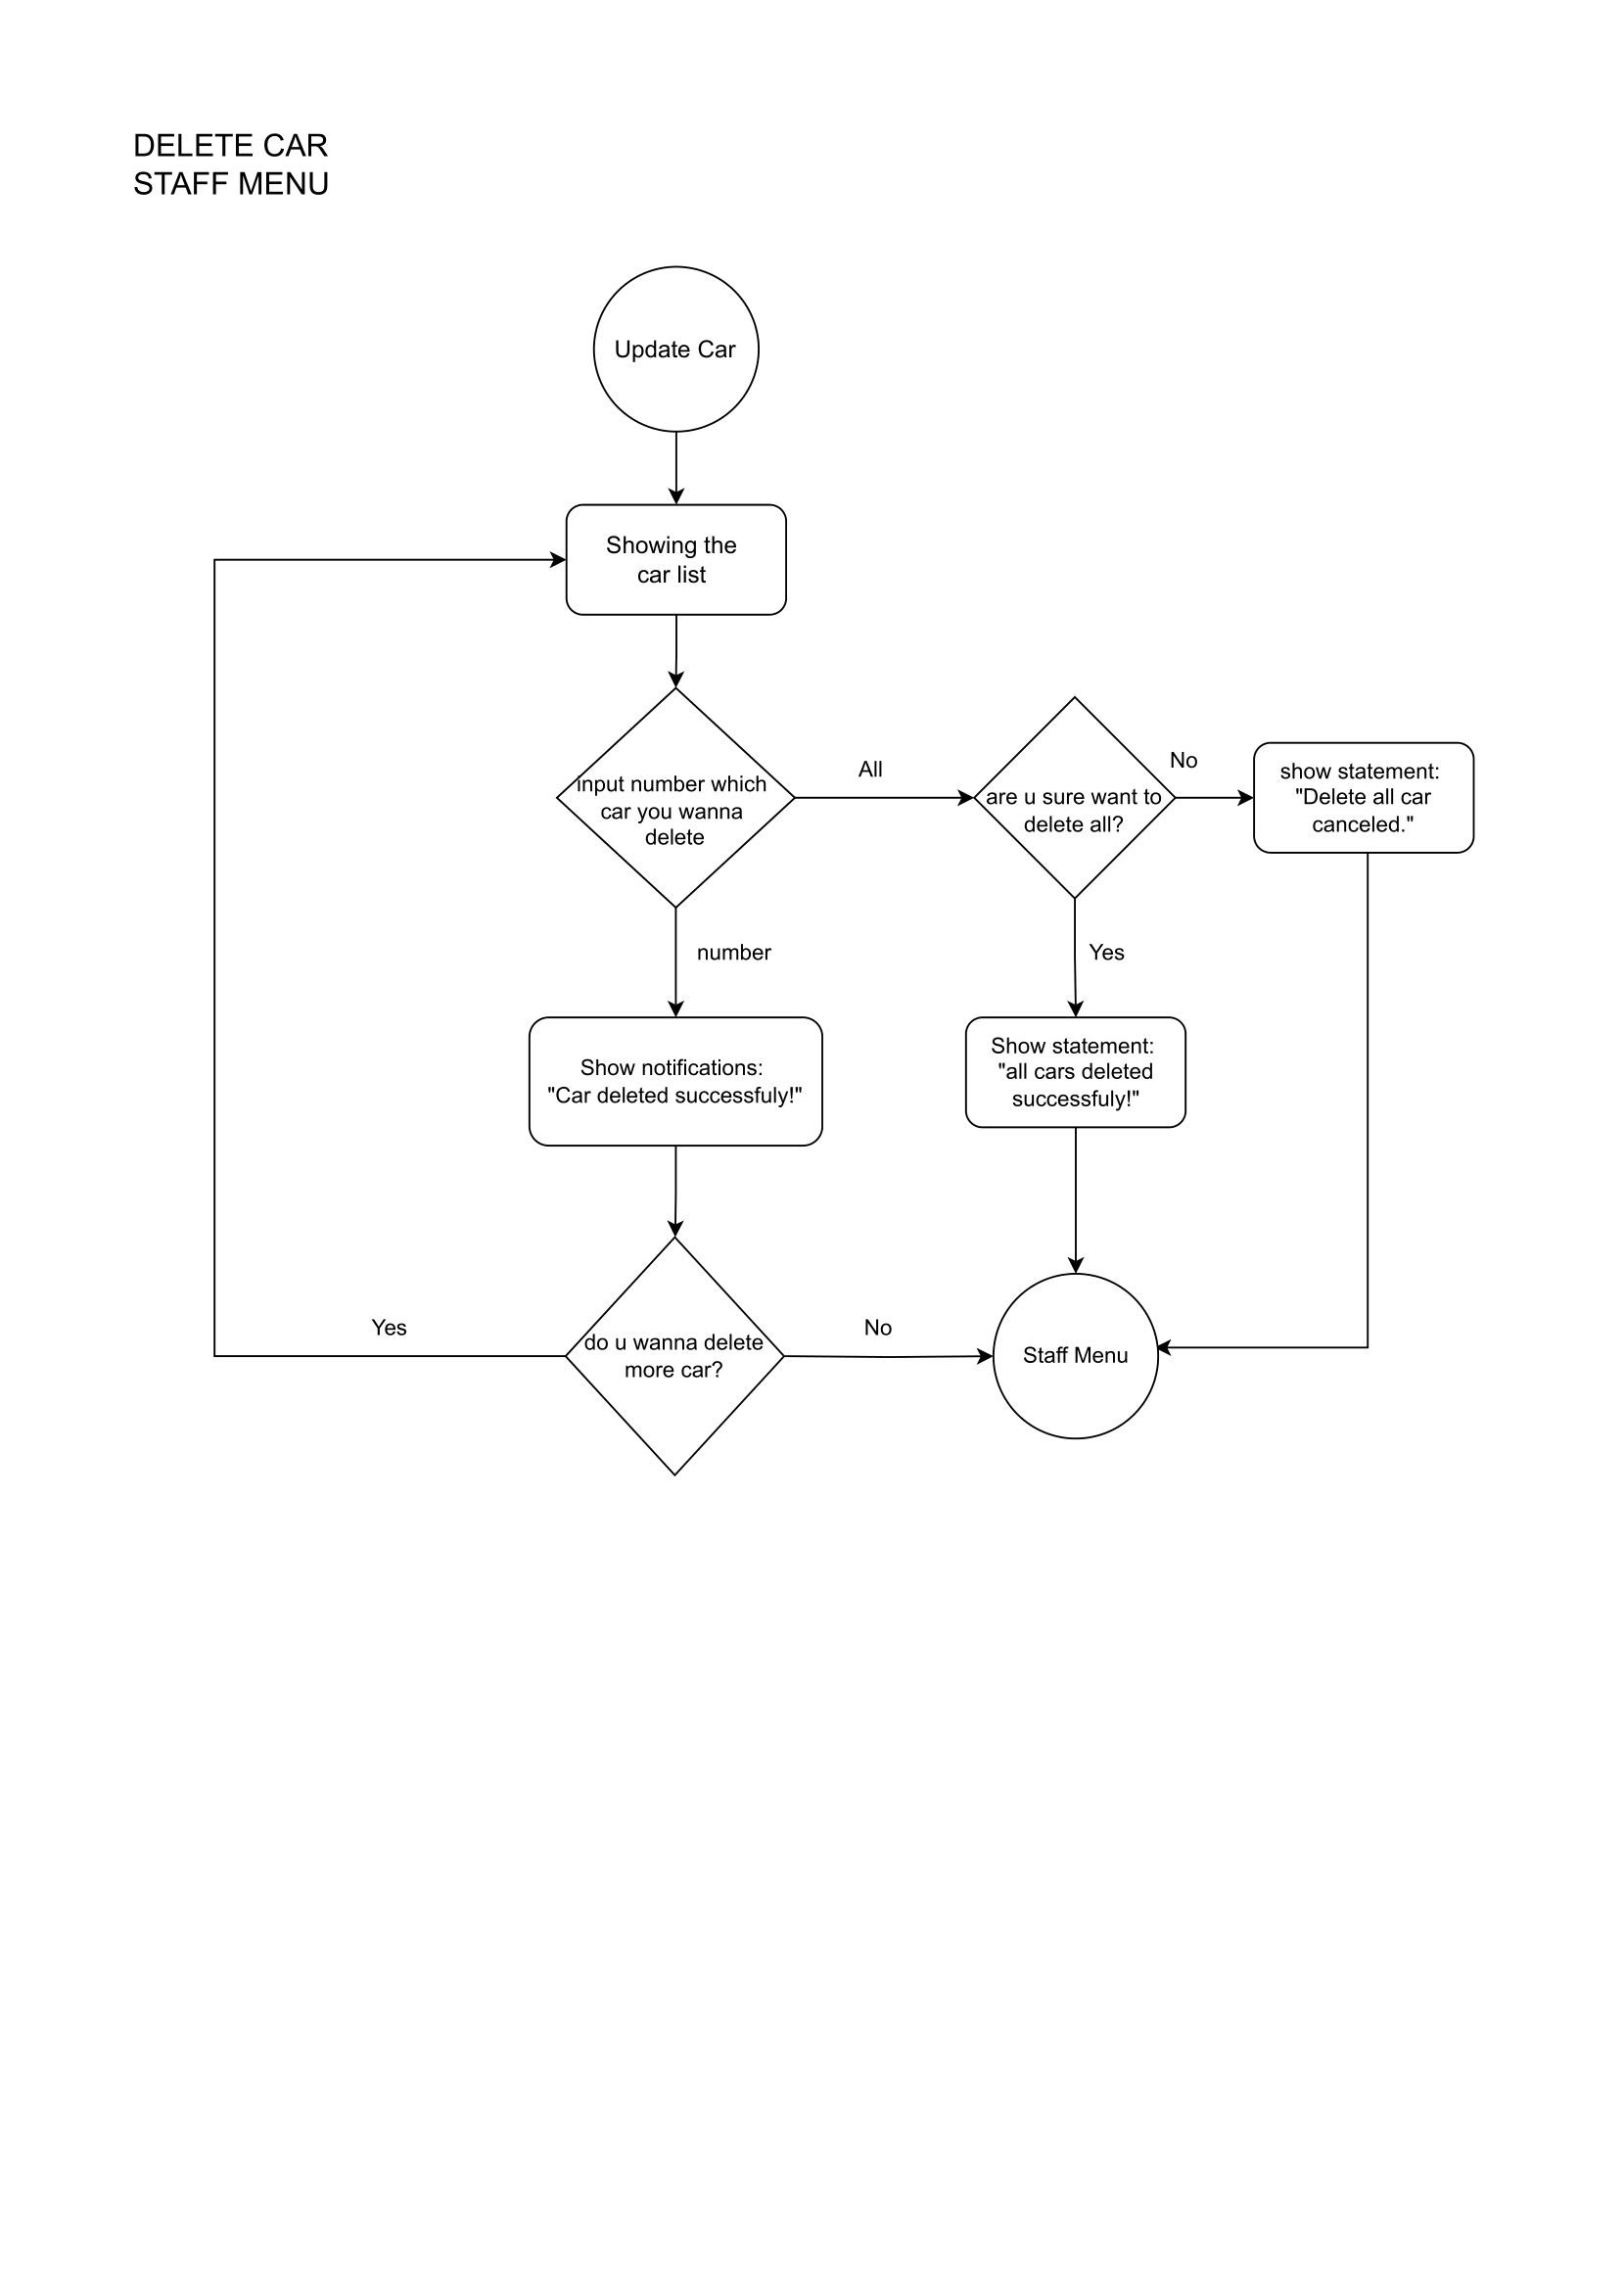 DELETE CAR
STAFF MENU
Update Car
Showing the
car list
input number which
car you wanna
delete
All
are u sure want to
delete all?
No
show statement:
"Delete all car
canceled."
number
Yes
Show notifications:
"Car deleted successfuly!"
Show statement:
"all cars deleted
successfuly!"
Yes
do u wanna delete
more car?
No
Staff Menu